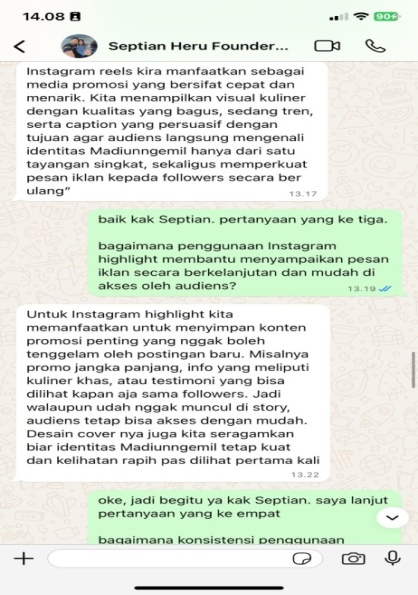 14.08
90+
Septian Heru Founder...
Instagram reels kira manfaatkan sebagai
media promosi yang bersifat cepat dan
menarik. Kita menampilkan visual kuliner
dengan kualitas yang bagus, sedang tren,
serta caption yang persuasif dengan
tujuan agar audiens langsung mengenali
identitas Madiunngemil hanya dari satu
tayangan singkat, sekaligus memperkuat
pesan iklan kepada followers secara ber
ulang”
13.17
baik kak Septian. pertanyaan yang ke tiga.
bagaimana penggunaan Instagram
highlight membantu menyampaikan pesan
iklan secara berkelanjutan dan mudah di
akses oleh audiens?
13.19
Untuk Instagram highlight kita
memanfaatkan untuk menyimpan konten
promosi penting yang nggak boleh
tenggelam oleh postingan baru. Misalnya
promo jangka panjang, info yang meliputi
kuliner khas, atau testimoni yang bisa
dilihat kapan aja sama followers. Jadi
walaupun udah nggak muncul di story,
audiens tetap bisa akses dengan mudah.
Desain cover nya juga kita seragamkan
biar identitas Madiunngemil tetap kuat
dan kelihatan rapih pas dilihat pertama kali
13.22
oke, jadi begitu ya kak Septian. saya lanjut
pertanyaan yang ke empat
bagaimana konsistensi penggunaan